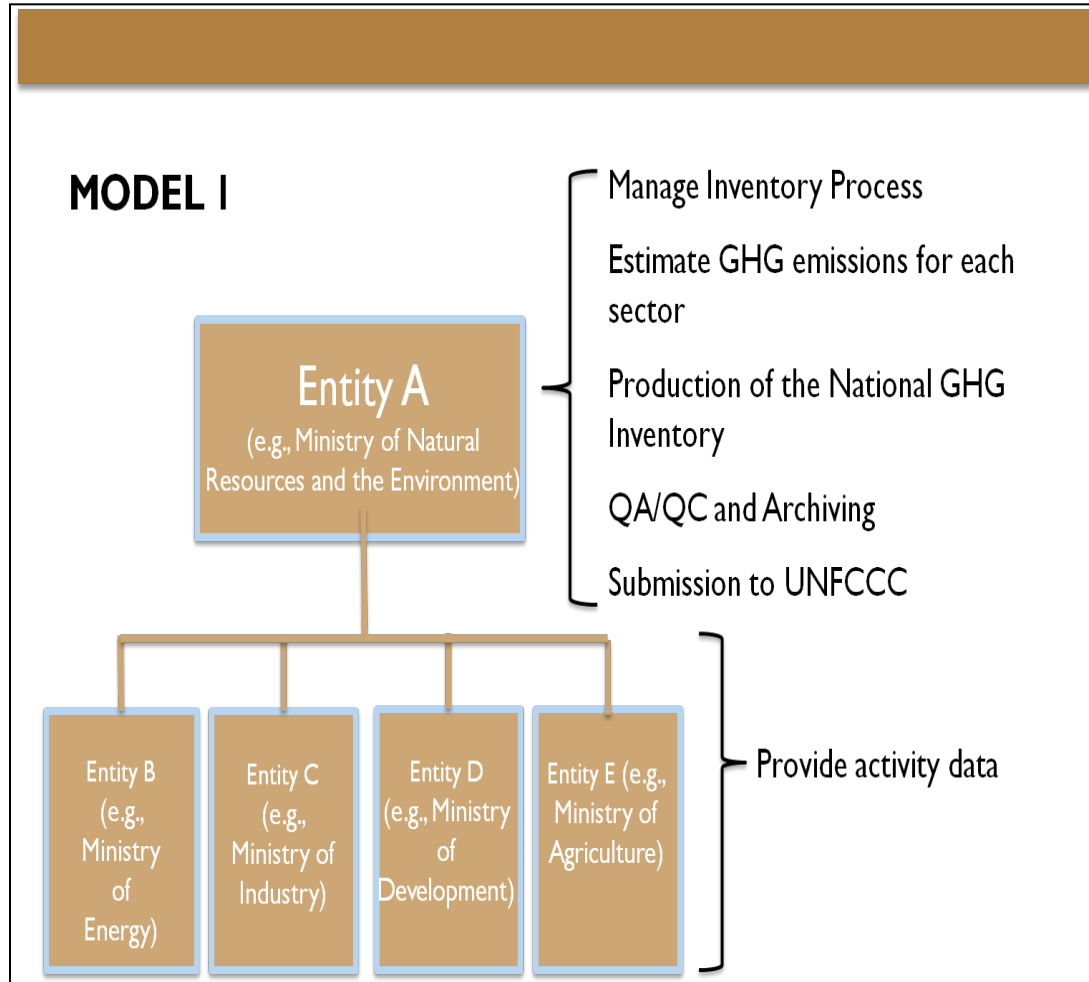 MODEL I
Manage Inventory Process
Estimate GHG emissions for each
sector
Production of the National GHG
Inventory
QA/QC and Archiving
Submission to UNFCCC
Entity A
(e.g., Ministry of Natural
Resources and the Environment)
Entity B
(e.g.,
Ministry
of
Energy)
Entity C
(e.g.,
Ministry of
Industry)
Entity D
(e.g., Ministry
of
Development)
Entity E (e.g.,
Ministry of
Agriculture)
Provide activity data